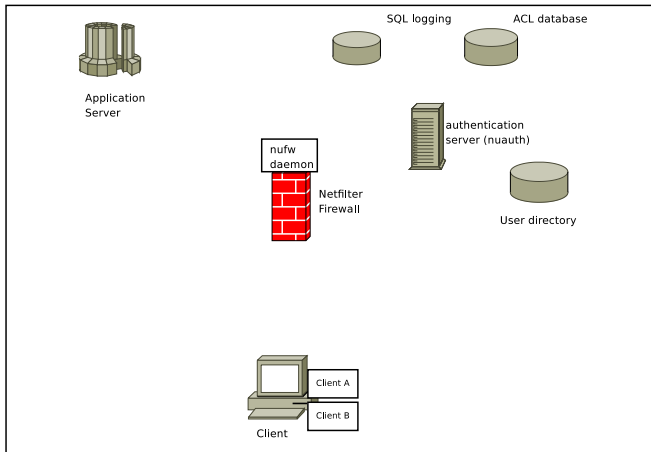 SQL logging
ACL database
Application
Server
authentication
server (nuauth)
nufw
daemon
Netfilter
Firewall
User directory
Client A
Client B
Client